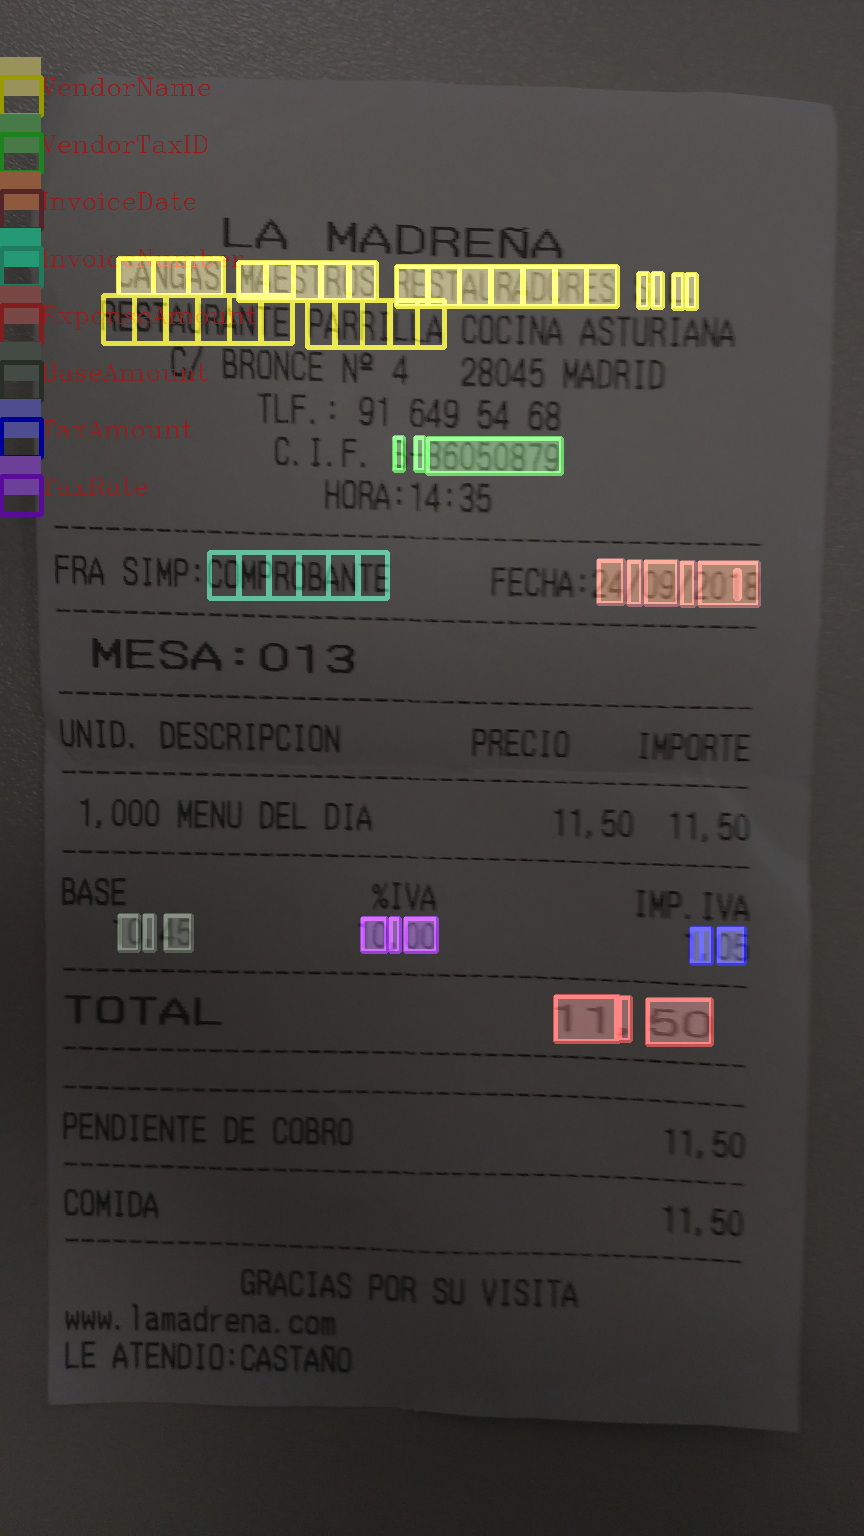 VendorName
VendorTaxID
InvoiceDate
InvoiceNumber
ExpenseAmount
BaseAmount
TaxAmount
TaxRate
LA MADREÑA
CANGAS MAESTROS RESTAURADORES S.L.
RESTAURANTE PARRILLA COCINA ASTURIANA
C/ BRONCE Nº 4 28045 MADRID
TLF.: 91 649 54 68
C.I.F. B-86050879
HORA:14:35
FRA SIMP:COMPROBANTE FECHA:24/09/2018
MESA:013
UNID. DESCRIPCION PRECIO IMPORTE
1,000 MENU DEL DIA 11,50 11,50
BASE %IVA IMP.IVA
10,45 10,00 1,05
TOTAL 11,50
PENDIENTE DE COBRO 11,50
COMIDA 11,50
GRACIAS POR SU VISITA
www.lamadrena.com
LE ATENDIO:CASTAÑO